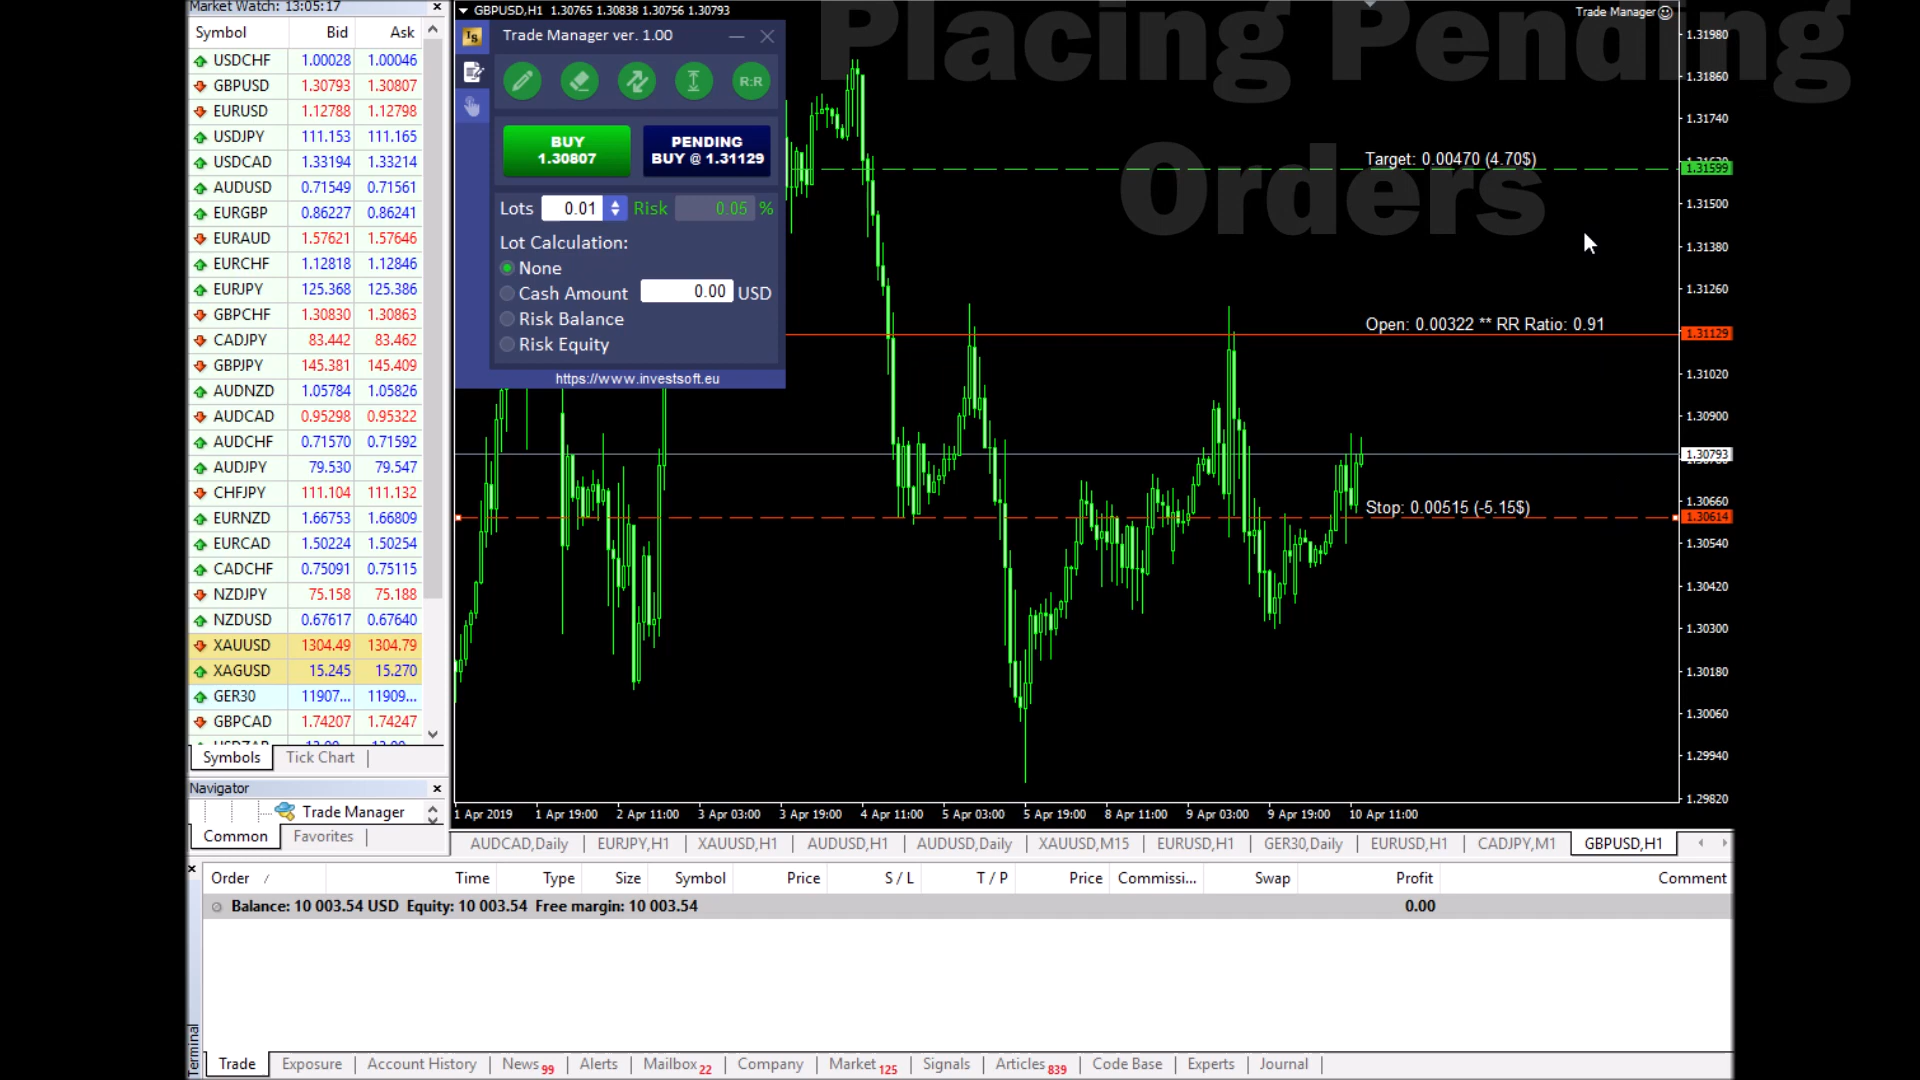 Market Watch: 13:05:17
Symbol Bid Ask
USDCHF 1.00028 1.00046
GBPUSD 1.30793 1.30807
EURUSD 1.12788 1.12798
USDJPY 111.153 111.165
USDCAD 1.33194 1.33214
AUDUSD 0.71549 0.71561
EURGBP 0.86227 0.86241
EURAUD 1.57621 1.57646
EURCHF 1.12818 1.12846
EURJPY 125.368 125.386
GBPCHF 1.30830 1.30863
CADJPY 83.442 83.462
GBPJPY 145.381 145.409
AUDNZD 1.05784 1.05826
AUDCAD 0.95298 0.95322
AUDCHF 0.71570 0.71592
AUDJPY 79.530 79.547
CHFJPY 111.104 111.132
EURNZD 1.66753 1.66809
EURCAD 1.50224 1.50254
CADCHF 0.75091 0.75115
NZDJPY 75.158 75.188
NZDUSD 0.67617 0.67640
XAUUSD 1304.49 1304.79
XAGUSD 15.245 15.270
GER30 11907... 11909...
GBPCAD 1.74207 1.74247
Symbols Tick Chart
Navigator
Trade Manager
Common Favorites
GBPUSD,H1 1.30765 1.30838 1.30756 1.30793
Trade Manager
Placing Pending
Orders
Trade Manager ver. 1.00
R:R
BUY
1.30807
PENDING
BUY @ 1.31129
Lots 0.01 Risk 0.05 %
Lot Calculation:
None
Cash Amount 0.00 USD
Risk Balance
Risk Equity
https://www.investsoft.eu
Target: 0.00470 (4.70$)
Open: 0.00322 ** RR Ratio: 0.91
Stop: 0.00515 (-5.15$)
1.31980
1.31860
1.31740
1.31599
1.31500
1.31380
1.31260
1.31129
1.31020
1.30900
1.30793
1.30660
1.30614
1.30540
1.30420
1.30300
1.30180
1.30060
1.29940
1.29820
1 Apr 2019 1 Apr 19:00 2 Apr 11:00 3 Apr 03:00 3 Apr 19:00 4 Apr 11:00 5 Apr 03:00 5 Apr 19:00 8 Apr 11:00 9 Apr 03:00 9 Apr 19:00 10 Apr 11:00
AUDCAD,Daily EURJPY,H1 XAUUSD,H1 AUDUSD,H1 AUDUSD,Daily XAUUSD,M15 EURUSD,H1 GER30,Daily EURUSD,H1 CADJPY,M1 GBPUSD,H1
Order / Time Type Size Symbol Price S / L T / P Price Commissi... Swap Profit Comment
Balance: 10 003.54 USD Equity: 10 003.54 Free margin: 10 003.54 0.00
Terminal
Trade Exposure Account History News 99 Alerts Mailbox 22 Company Market 125 Signals Articles 839 Code Base Experts Journal